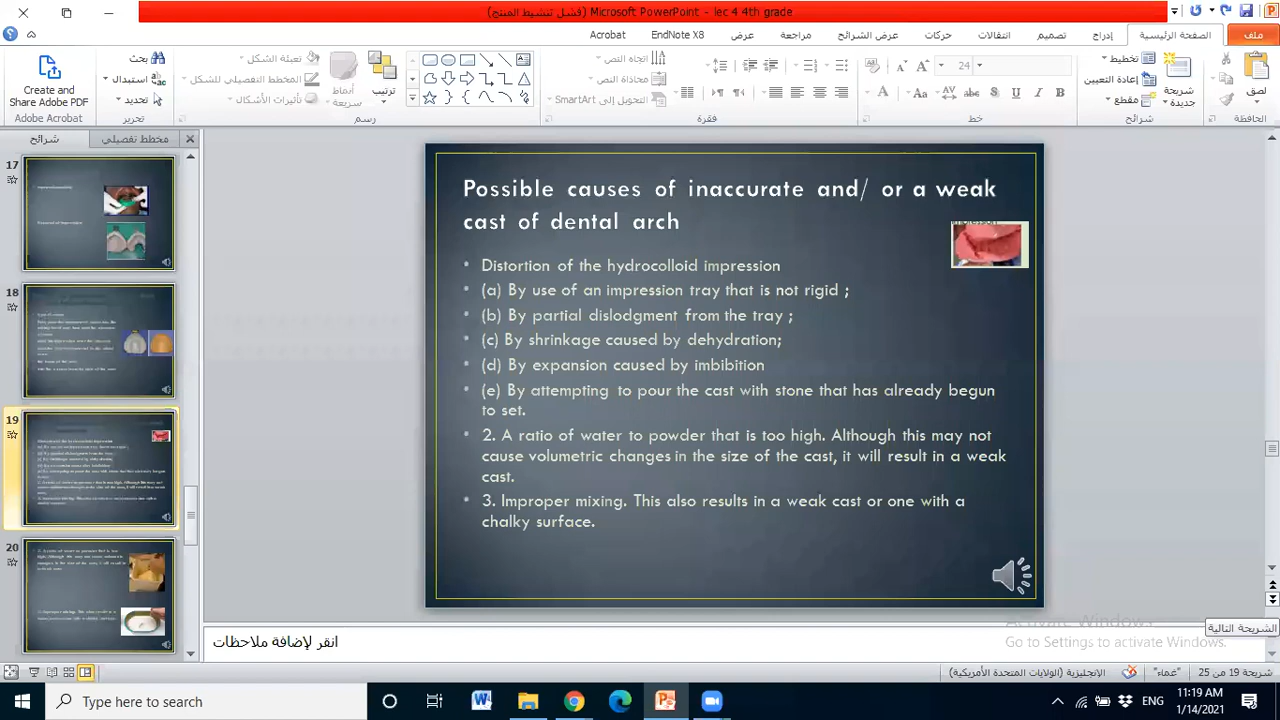 lec 4 4th grade - Microsoft PowerPoint (فشل تنشيط المنتج)
ملف
الصفحة الرئيسية
إدراج
تصميم
انتقالات
حركات
عرض الشرائح
مراجعة
عرض
EndNote X8
Acrobat
لصق
الحافظة
شريحة
جديدة
تخطيط
إعادة التعيين
مقطع
شرائح
24
خط
اتجاه النص
محاذاة النص
التحويل إلى SmartArt
فقرة
ترتيب
أنماط
سريعة
تعبئة الشكل
المخطط التفصيلي للشكل
تأثيرات الأشكال
رسم
بحث
استبدال
تحديد
تحرير
Create and
Share Adobe PDF
Adobe Acrobat
شرائح
مخطط تفصيلي
17
18
19
20
Possible causes of inaccurate and/ or a weak
cast of dental arch
Distortion of the hydrocolloid impression
(a) By use of an impression tray that is not rigid ;
(b) By partial dislodgment from the tray ;
(c) By shrinkage caused by dehydration;
(d) By expansion caused by imbibition
(e) By attempting to pour the cast with stone that has already begun
to set.
2. A ratio of water to powder that is too high. Although this may not
cause volumetric changes in the size of the cast, it will result in a weak
cast.
3. Improper mixing. This also results in a weak cast or one with a
chalky surface.
انقر لإضافة ملاحظات
Activate Windows
Go to Settings to activate Windows.
الشريحة التالية
شريحة 19 من 25
"غماء"
الإنجليزية (الولايات المتحدة الأمريكية)
Type here to search
ENG
11:19 AM
1/14/2021